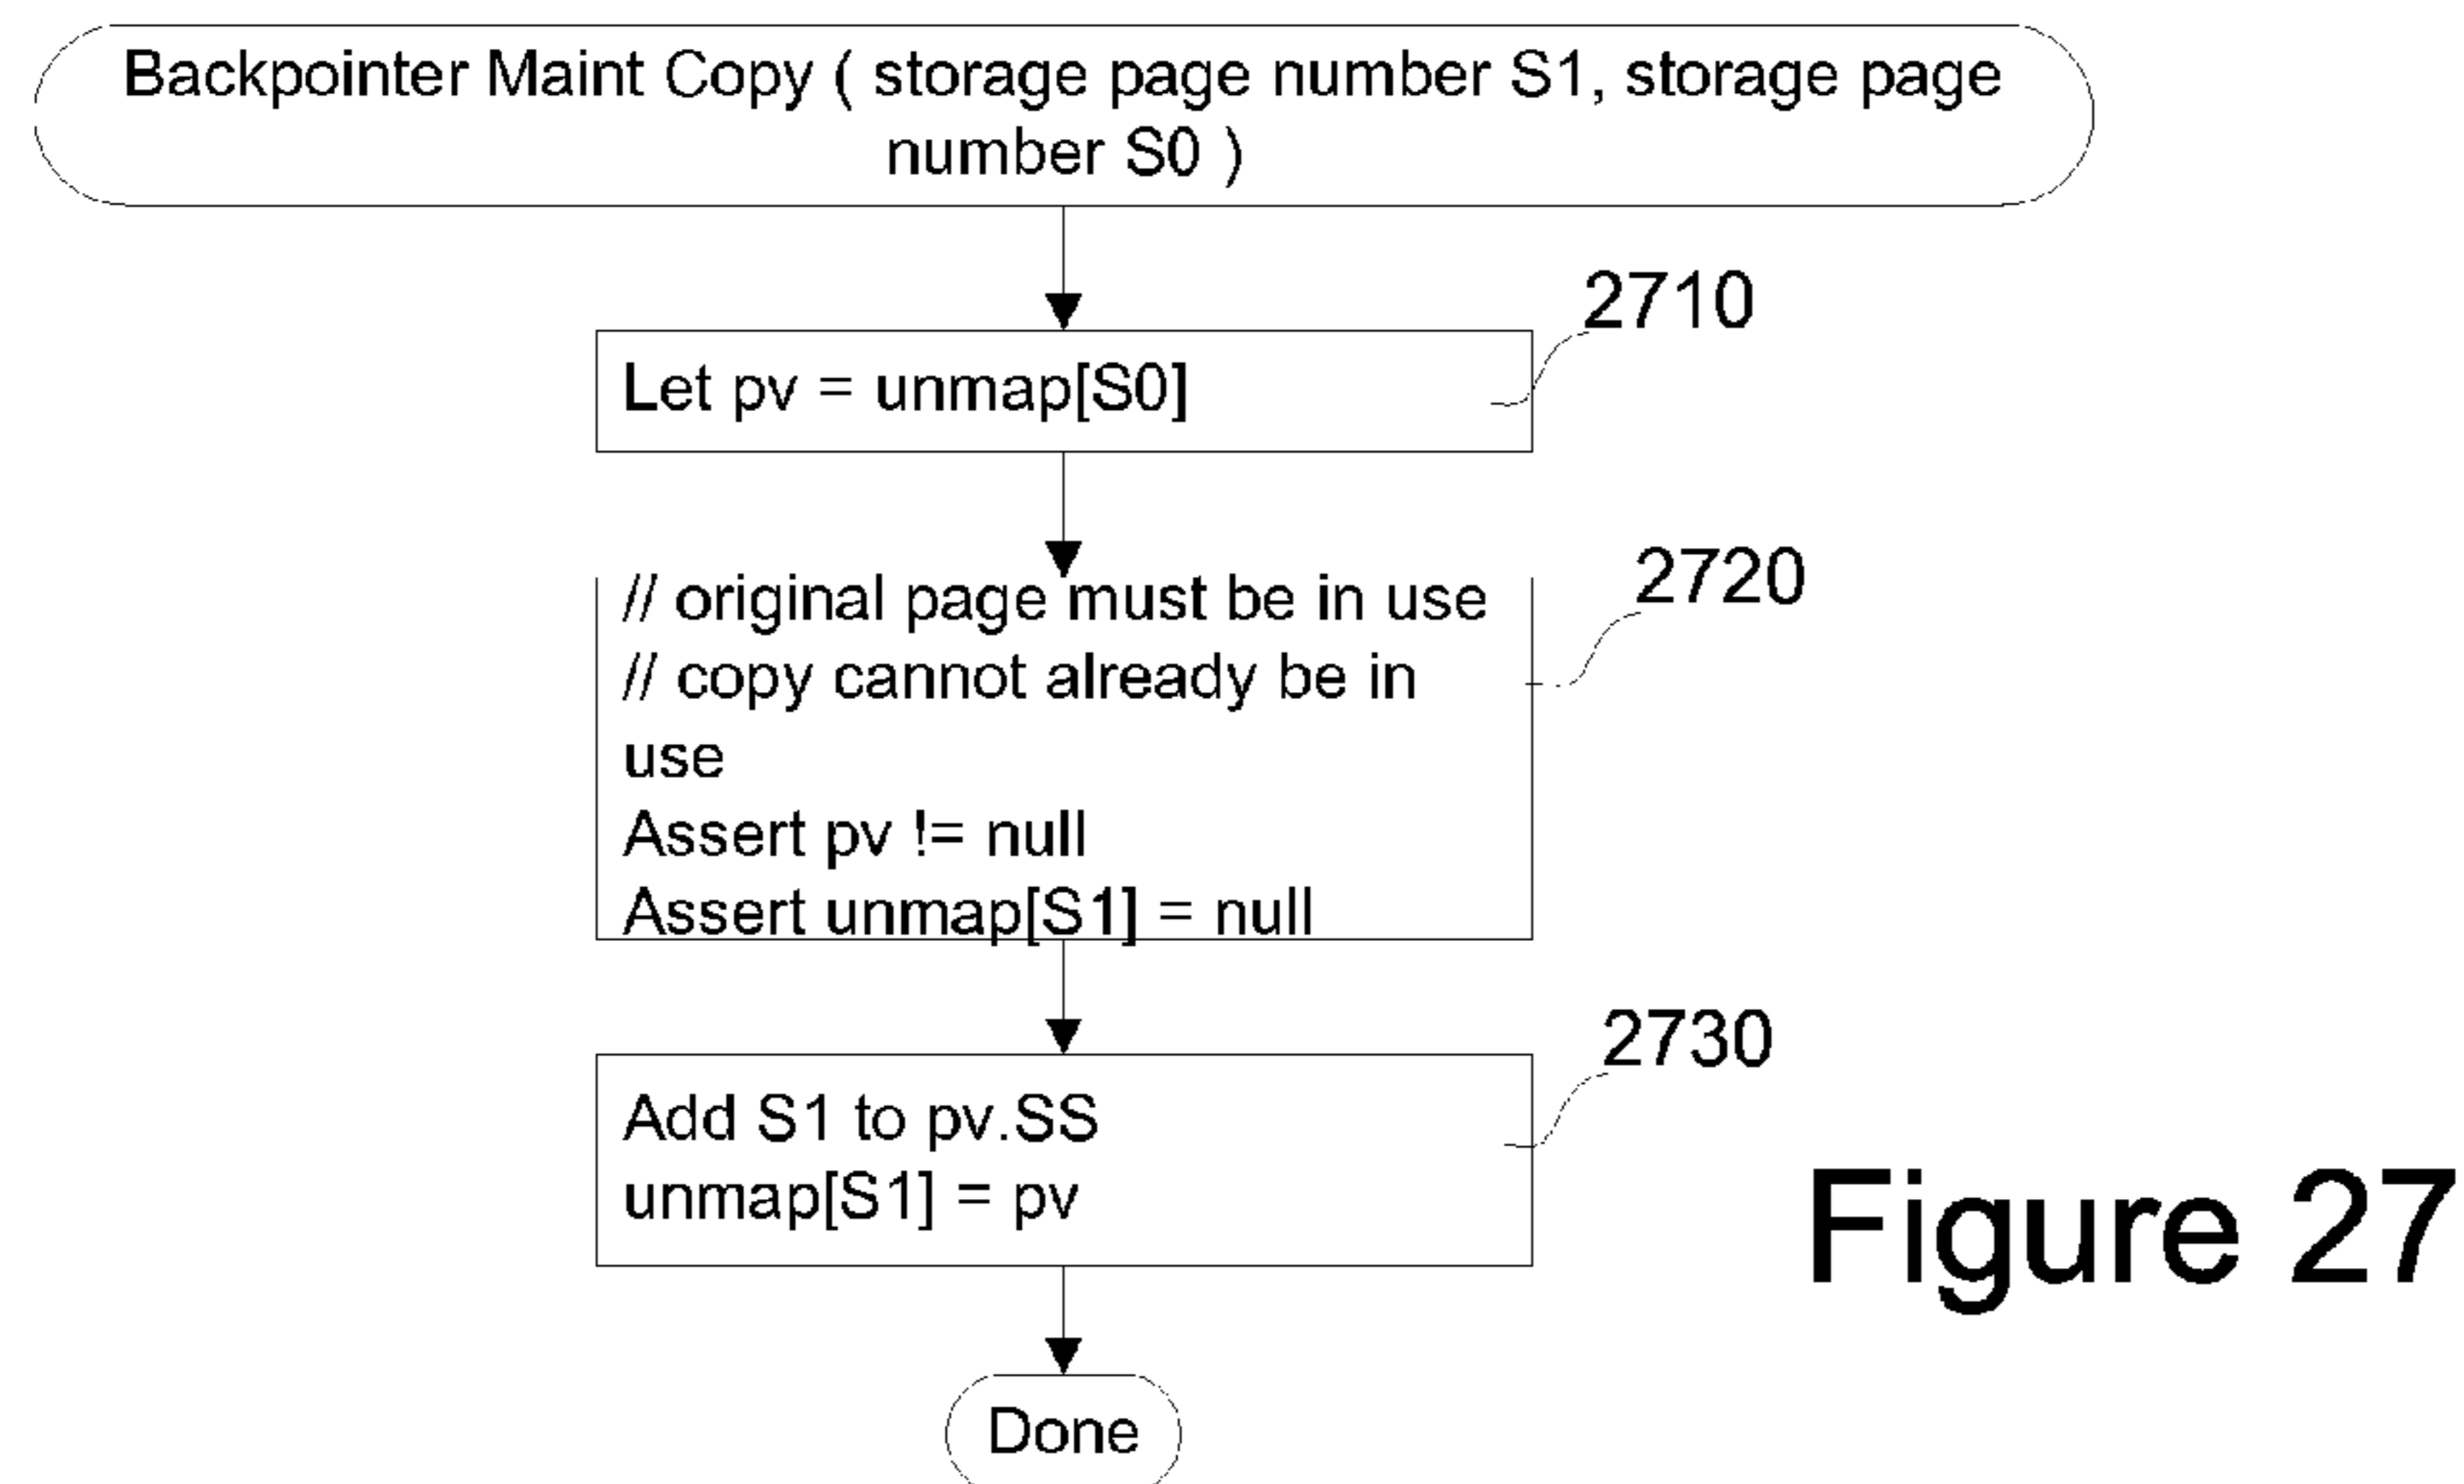 Backpointer Maint Copy ( storage page number S1, storage page
number S0 )
2710
Let pv = unmap[S0]
2720
// original page must be in use
// copy cannot already be in
use
Assert pv != null
Assert unmap[S1] = null
2730
Add S1 to pv.SS
unmap[S1] = pv
Figure 27
Done